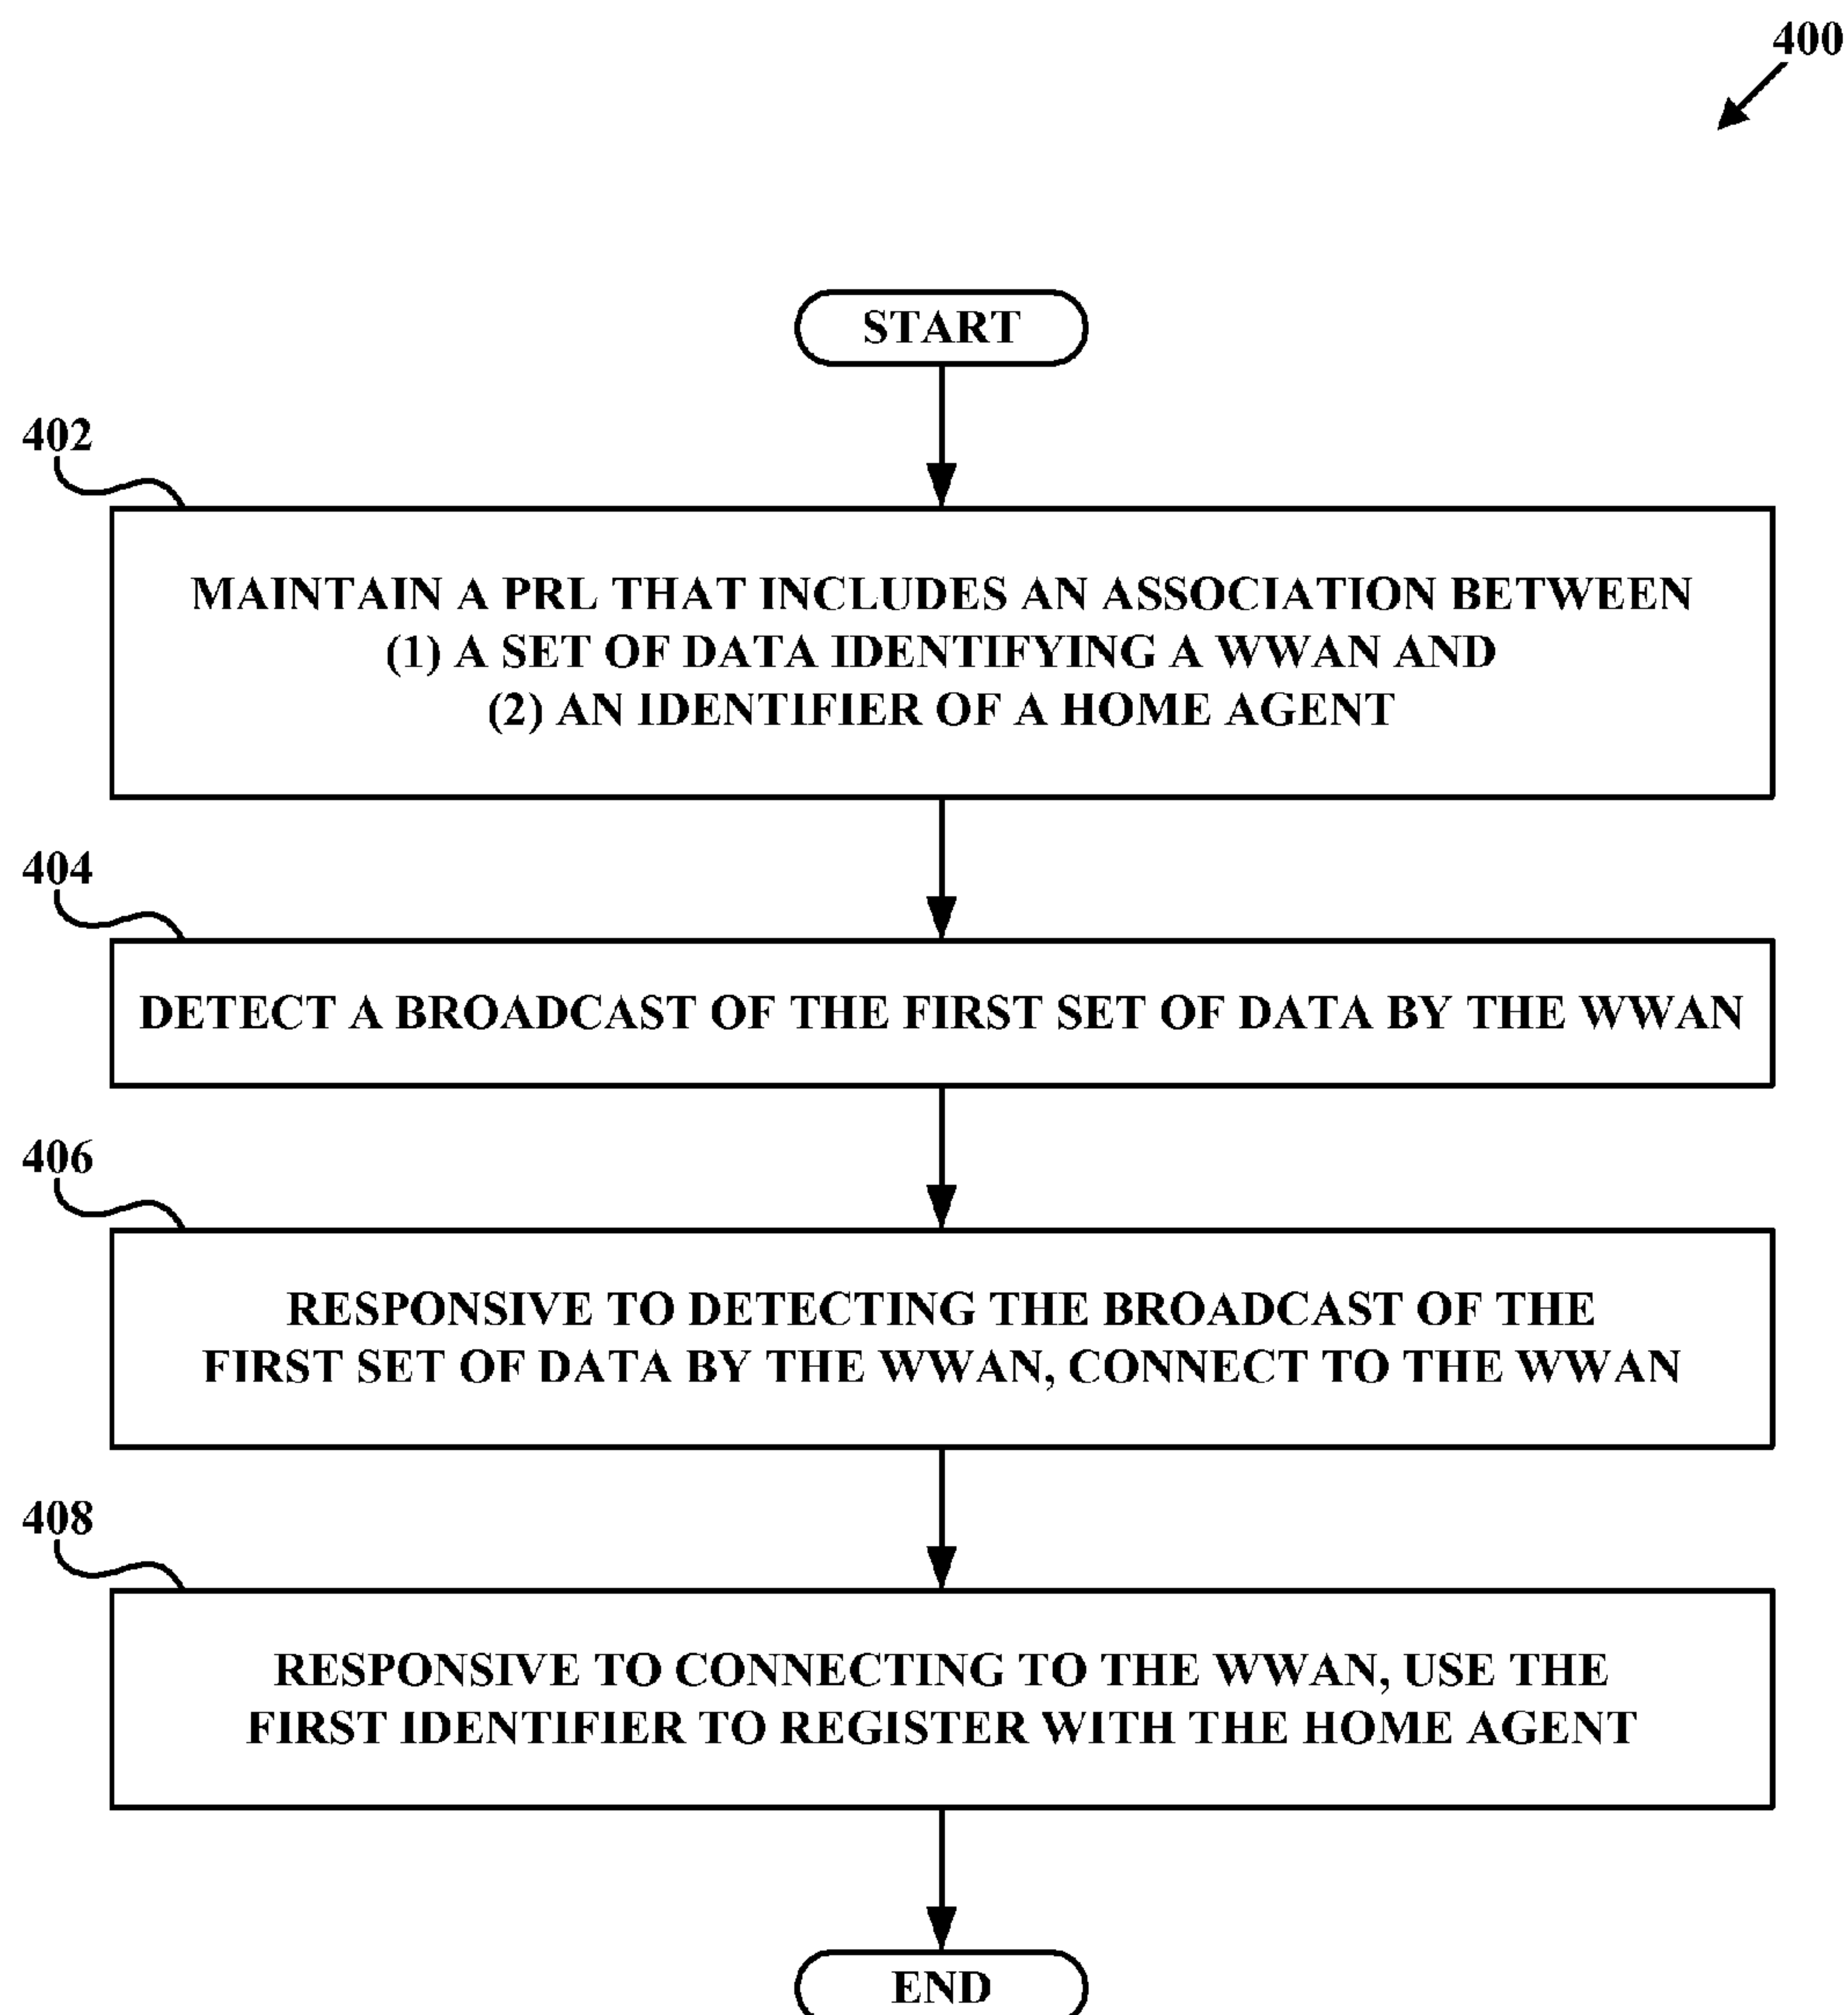 400
START
402
MAINTAIN A PRL THAT INCLUDES AN ASSOCIATION BETWEEN
(1) A SET OF DATA IDENTIFYING A WWAN AND
(2) AN IDENTIFIER OF A HOME AGENT
404
DETECT A BROADCAST OF THE FIRST SET OF DATA BY THE WWAN
406
RESPONSIVE TO DETECTING THE BROADCAST OF THE
FIRST SET OF DATA BY THE WWAN, CONNECT TO THE WWAN
408
RESPONSIVE TO CONNECTING TO THE WWAN, USE THE
FIRST IDENTIFIER TO REGISTER WITH THE HOME AGENT
END